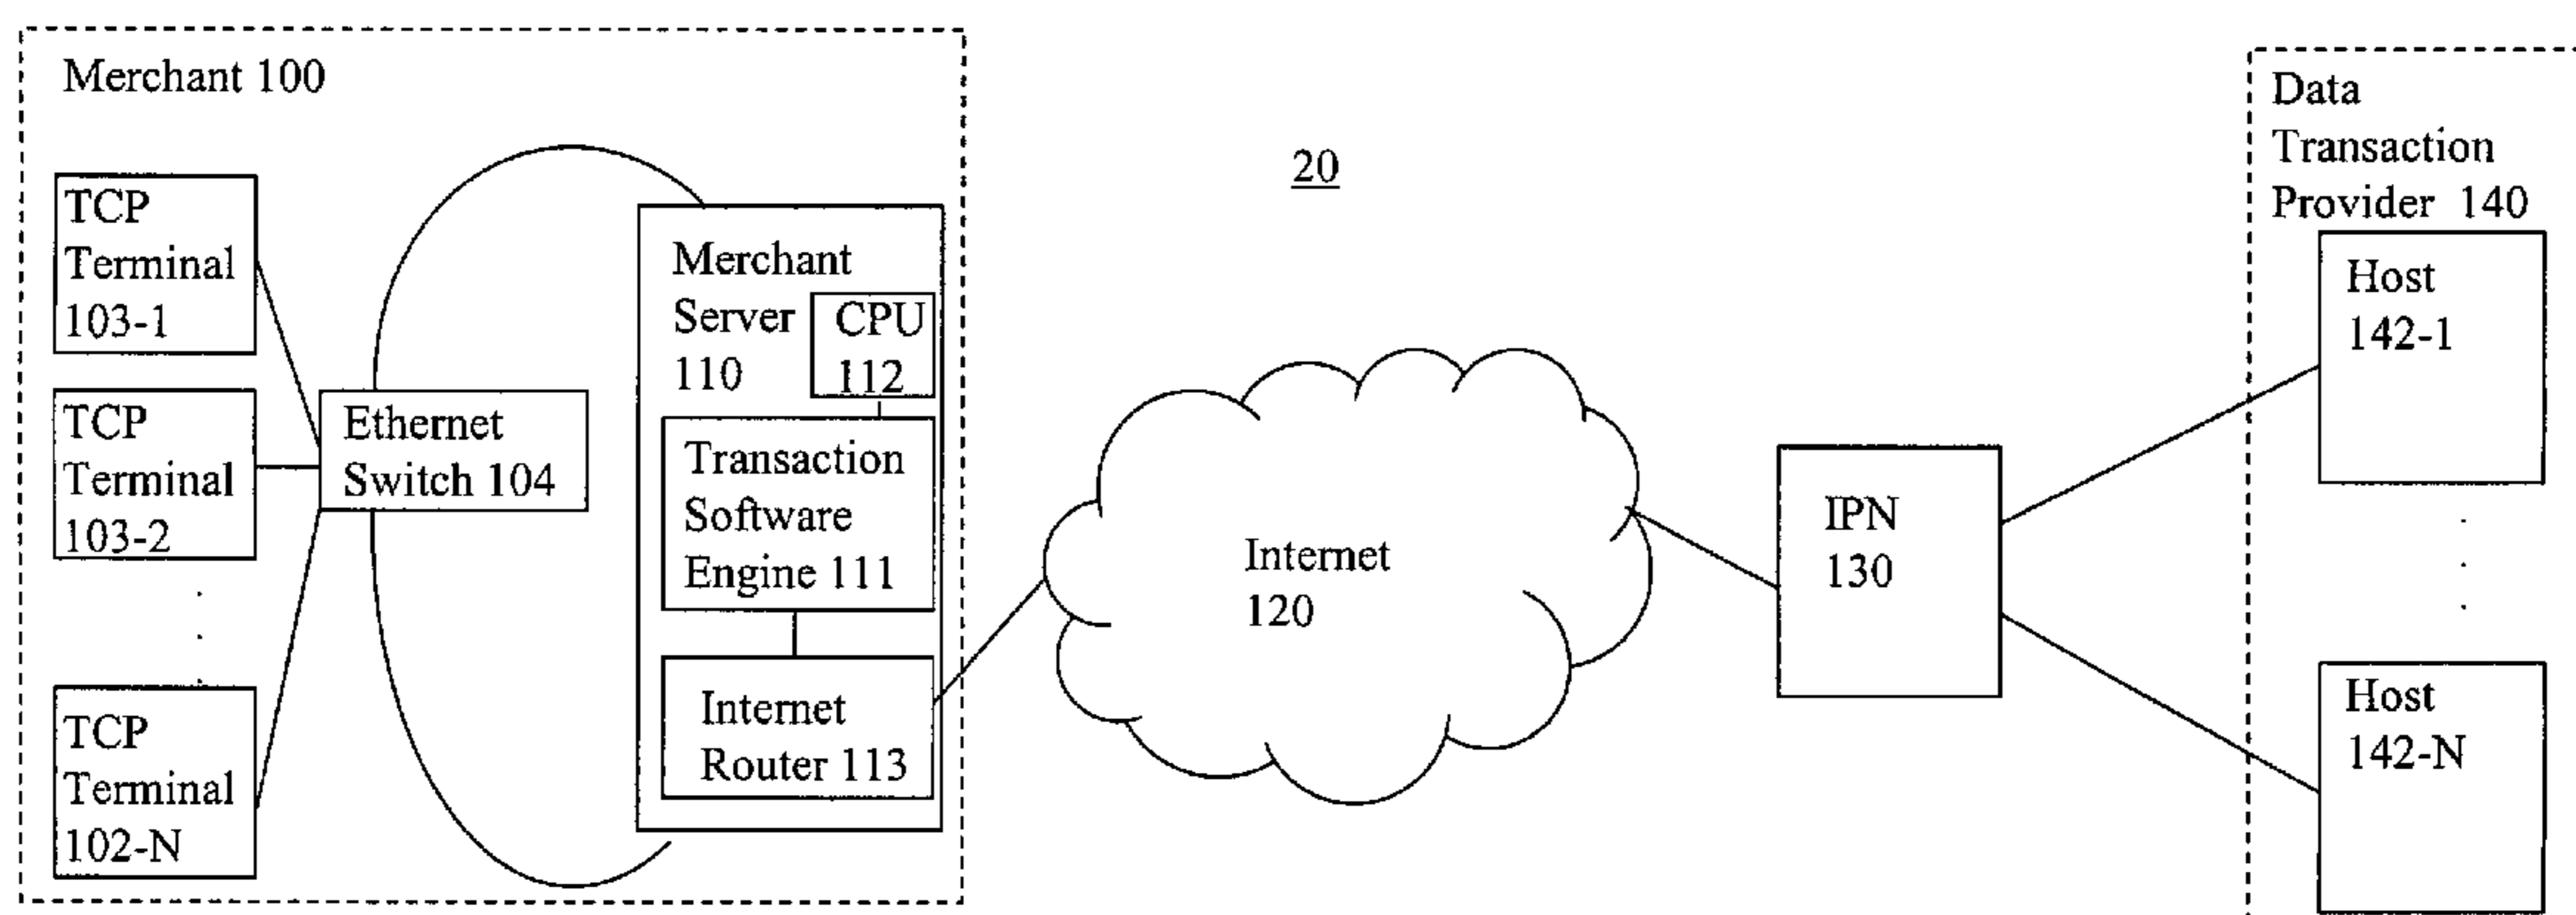 Merchant 100
TCP
Terminal
103-1
TCP
Terminal
103-2
TCP
Terminal
102-N
Ethernet
Switch 104
Merchant
Server
110
CPU
112
Transaction
Software
Engine 111
Internet
Router 113
20
Internet
120
IPN
130
Data
Transaction
Provider 140
Host
142-1
Host
142-N